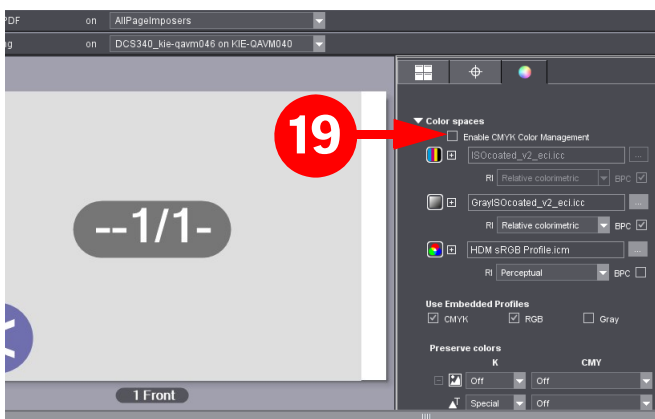 PDF on AllPageImposers
ng on DCS340_kie-qavm046 on KIE-QAVM040
Color spaces
19
Enable CMYK Color Management
ISOcoated_v2_eci.icc ...
RI Relative colorimetric BPC
--1/1-
GrayISOcoated_v2_eci.icc ...
RI Relative colorimetric BPC
HDM sRGB Profile.icm ...
RI Perceptual BPC
Use Embedded Profiles
CMYK RGB Gray
Preserve colors
K CMY
Off Off
1 Front
Special Off